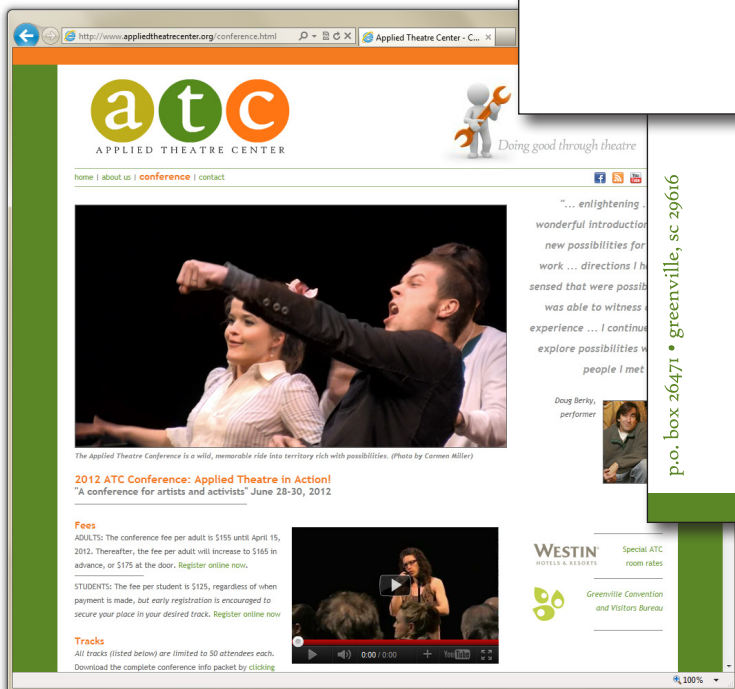 http://www.appliedtheatrecenter.org/conference.html
Applied Theatre Center - C...
atc
APPLIED THEATRE CENTER
Doing good through theatre
home | about us | conference | contact
You
Tube
"... enlightening .
wonderful introduction
new possibilities for
work ... directions I
sensed that were
was able to witness
experience ... I continue
explore possibilities
people I met
Doug Berky,
performer
The Applied Theatre Conference is a wild, memorable ride into territory rich with possibilities. (Photo by Carmen Miller)
2012 ATC Conference: Applied Theatre in Action!
"A conference for artists and activists" June 28-30, 2012
Fees
ADULTS: The conference fee per adult is $155 until April 15,
2012. Thereafter, the fee per adult will increase to $165 in
advance, or $175 at the door. Register online now.
STUDENTS: The fee per student is $125, regardless of when
payment is made, but early registration is encouraged to
secure your place in your desired track. Register online now
Tracks
All tracks (listed below) are limited to 50 attendees each.
Download the complete conference info packet by clicking
0:00 / 0:00
YouTube
WESTIN
HOTELS & RESORTS
Special ATC
room rates
Greenville Convention
and Visitors Bureau
p.o. box 26471 • greenville, sc 29616
100%